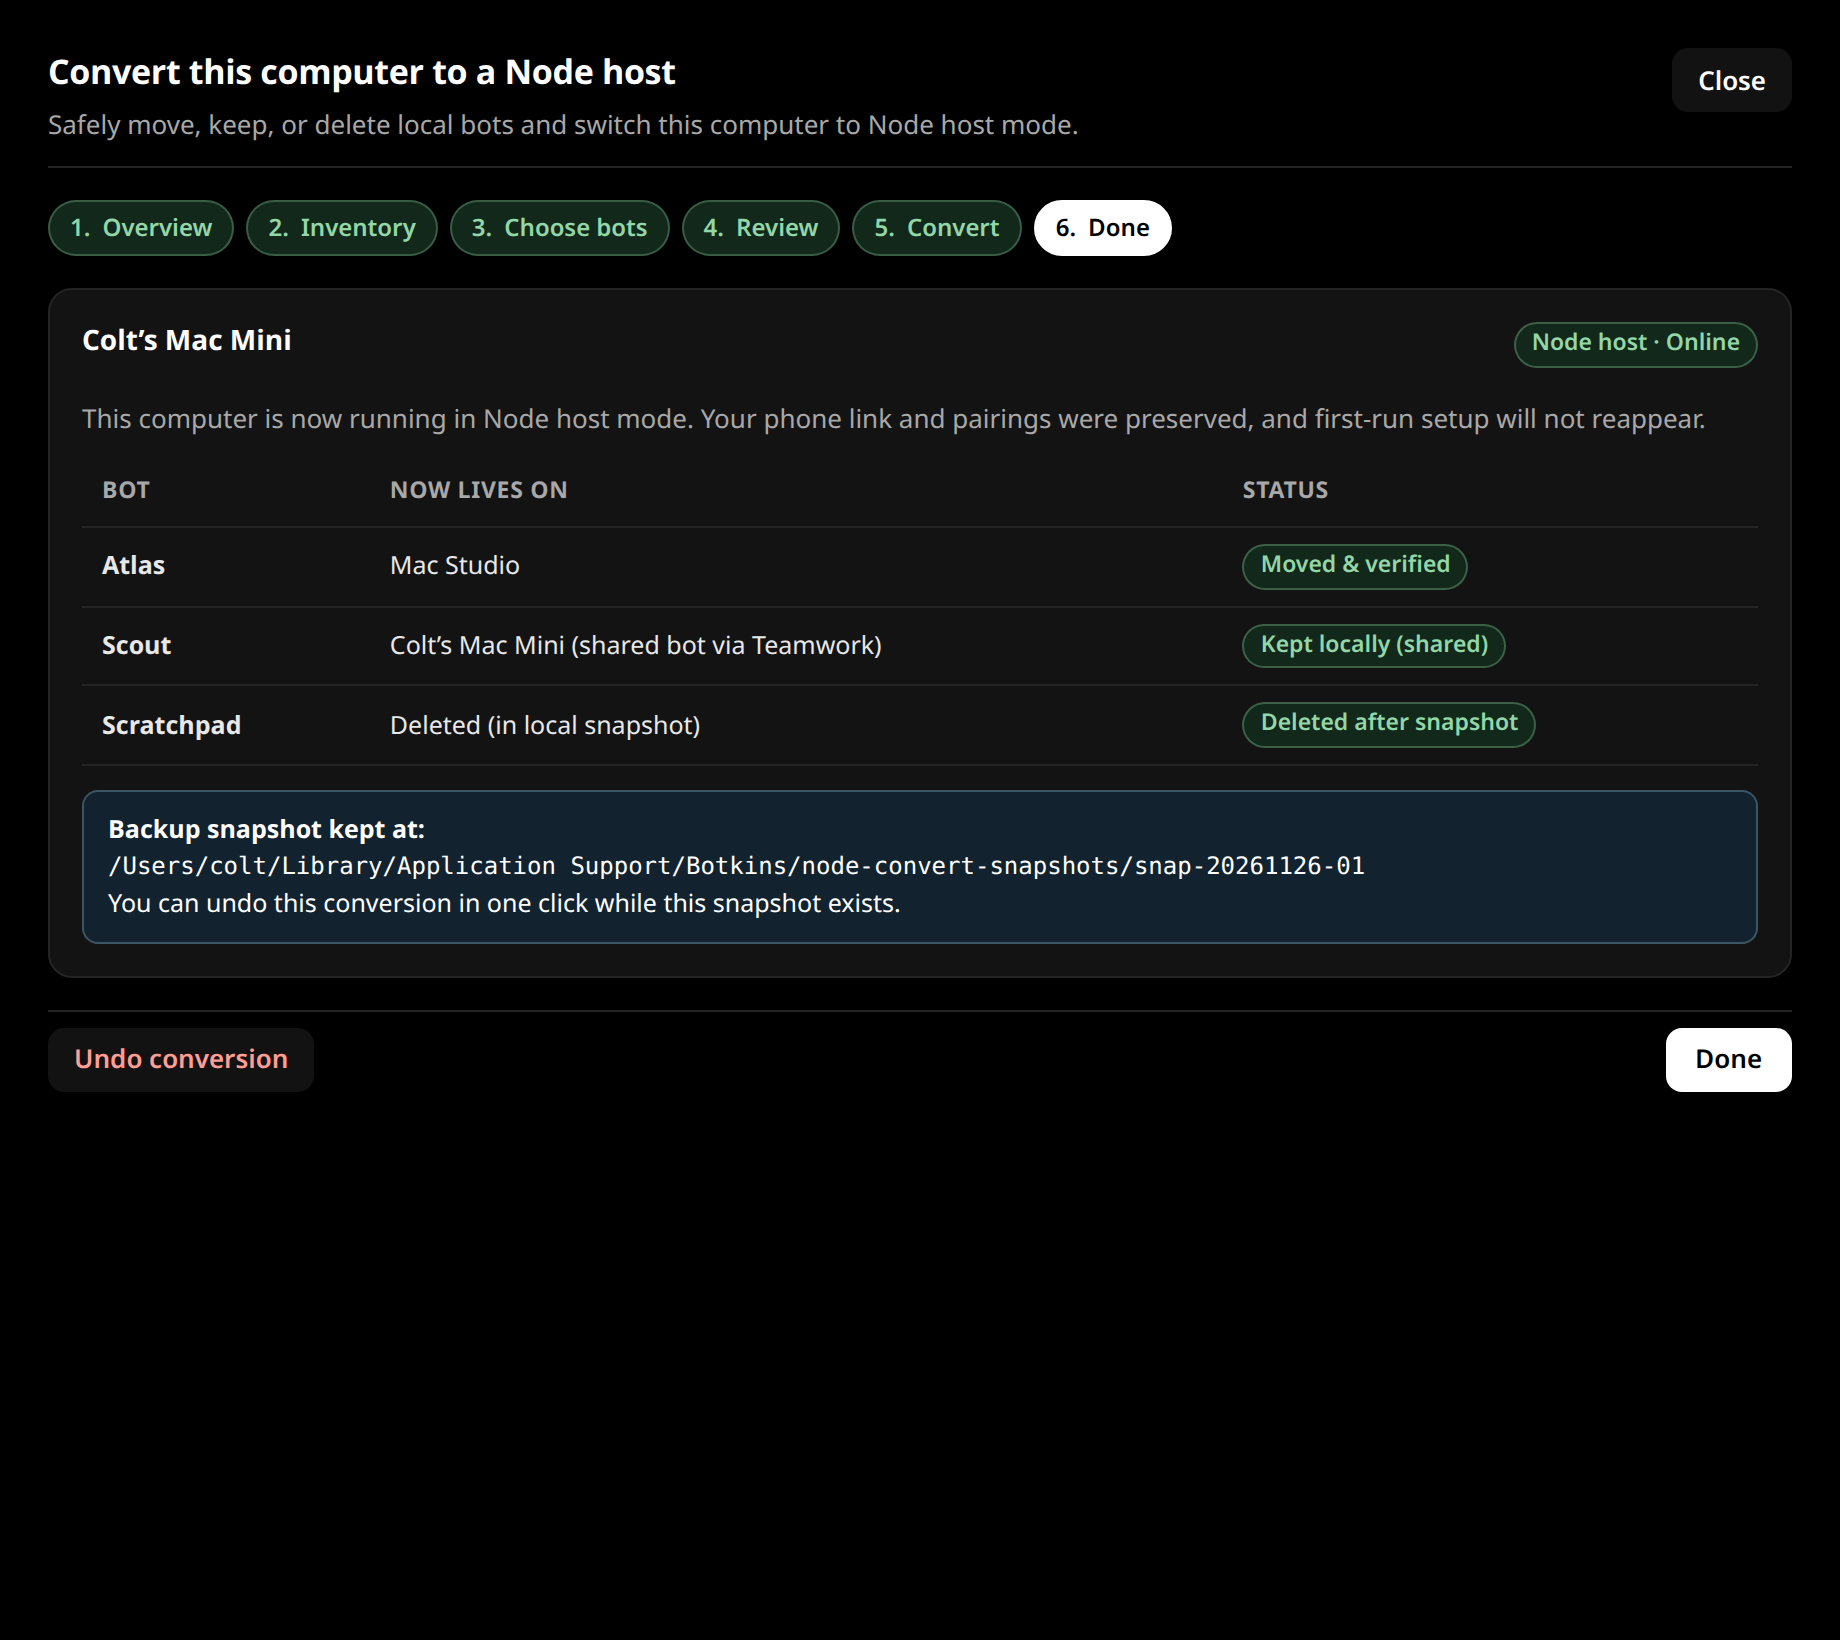 Convert this computer to a Node host
Close
Safely move, keep, or delete local bots and switch this computer to Node host mode.
1. Overview
2. Inventory
3. Choose bots
4. Review
5. Convert
6. Done
Colt’s Mac Mini
Node host · Online
This computer is now running in Node host mode. Your phone link and pairings were preserved, and first-run setup will not reappear.
BOT NOW LIVES ON STATUS
Atlas Mac Studio Moved & verified
Scout Colt’s Mac Mini (shared bot via Teamwork) Kept locally (shared)
Scratchpad Deleted (in local snapshot) Deleted after snapshot
Backup snapshot kept at:
/Users/colt/Library/Application Support/Botkins/node-convert-snapshots/snap-20261126-01
You can undo this conversion in one click while this snapshot exists.
Undo conversion
Done